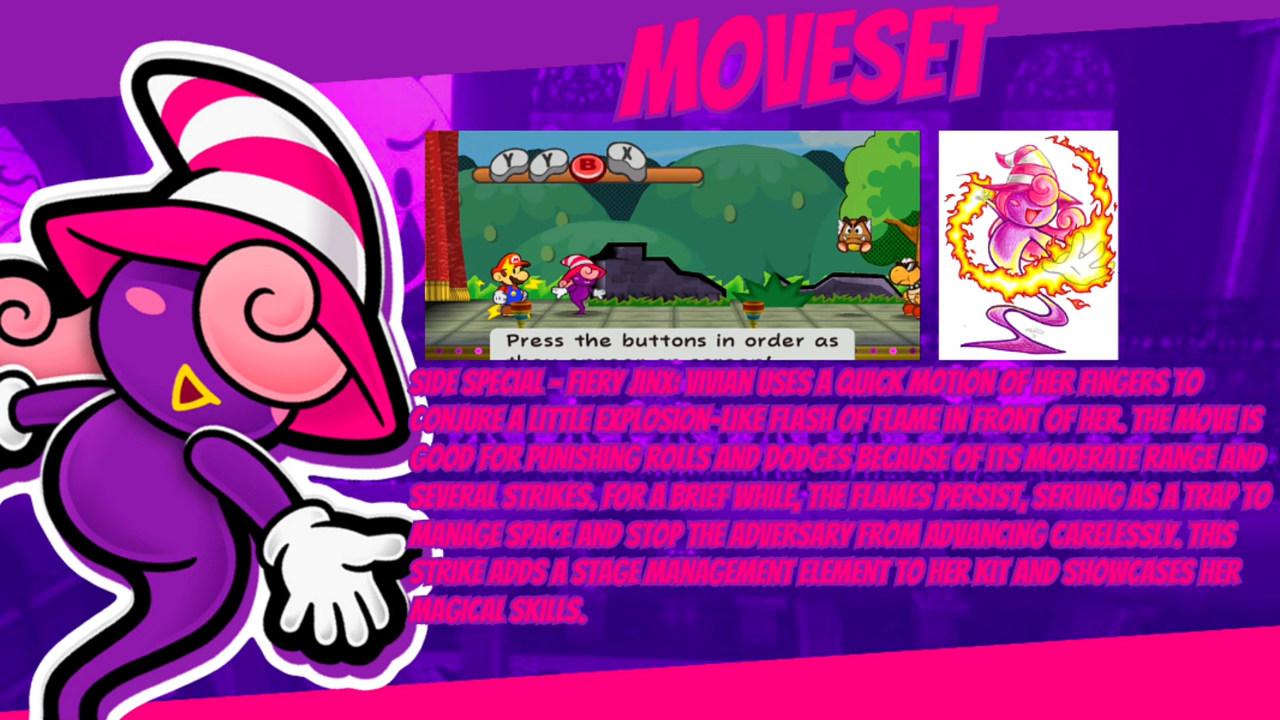 MOVESET
Y Y B X
Press the buttons in order as
they appear on screen!
SIDE SPECIAL - FIERY JINX: VIVIAN USES A QUICK MOTION OF HER FINGERS TO
CONJURE A LITTLE EXPLOSION-LIKE FLASH OF FLAME IN FRONT OF HER. THE MOVE IS
GOOD FOR PUNISHING ROLLS AND DODGES BECAUSE OF ITS MODERATE RANGE AND
SEVERAL STRIKES. FOR A BRIEF WHILE, THE FLAMES PERSIST, SERVING AS A TRAP TO
MANAGE SPACE AND STOP THE ADVERSARY FROM ADVANCING CARELESSLY. THIS
STRIKE ADDS A STAGE MANAGEMENT ELEMENT TO HER KIT AND SHOWCASES HER
MAGICAL SKILLS.